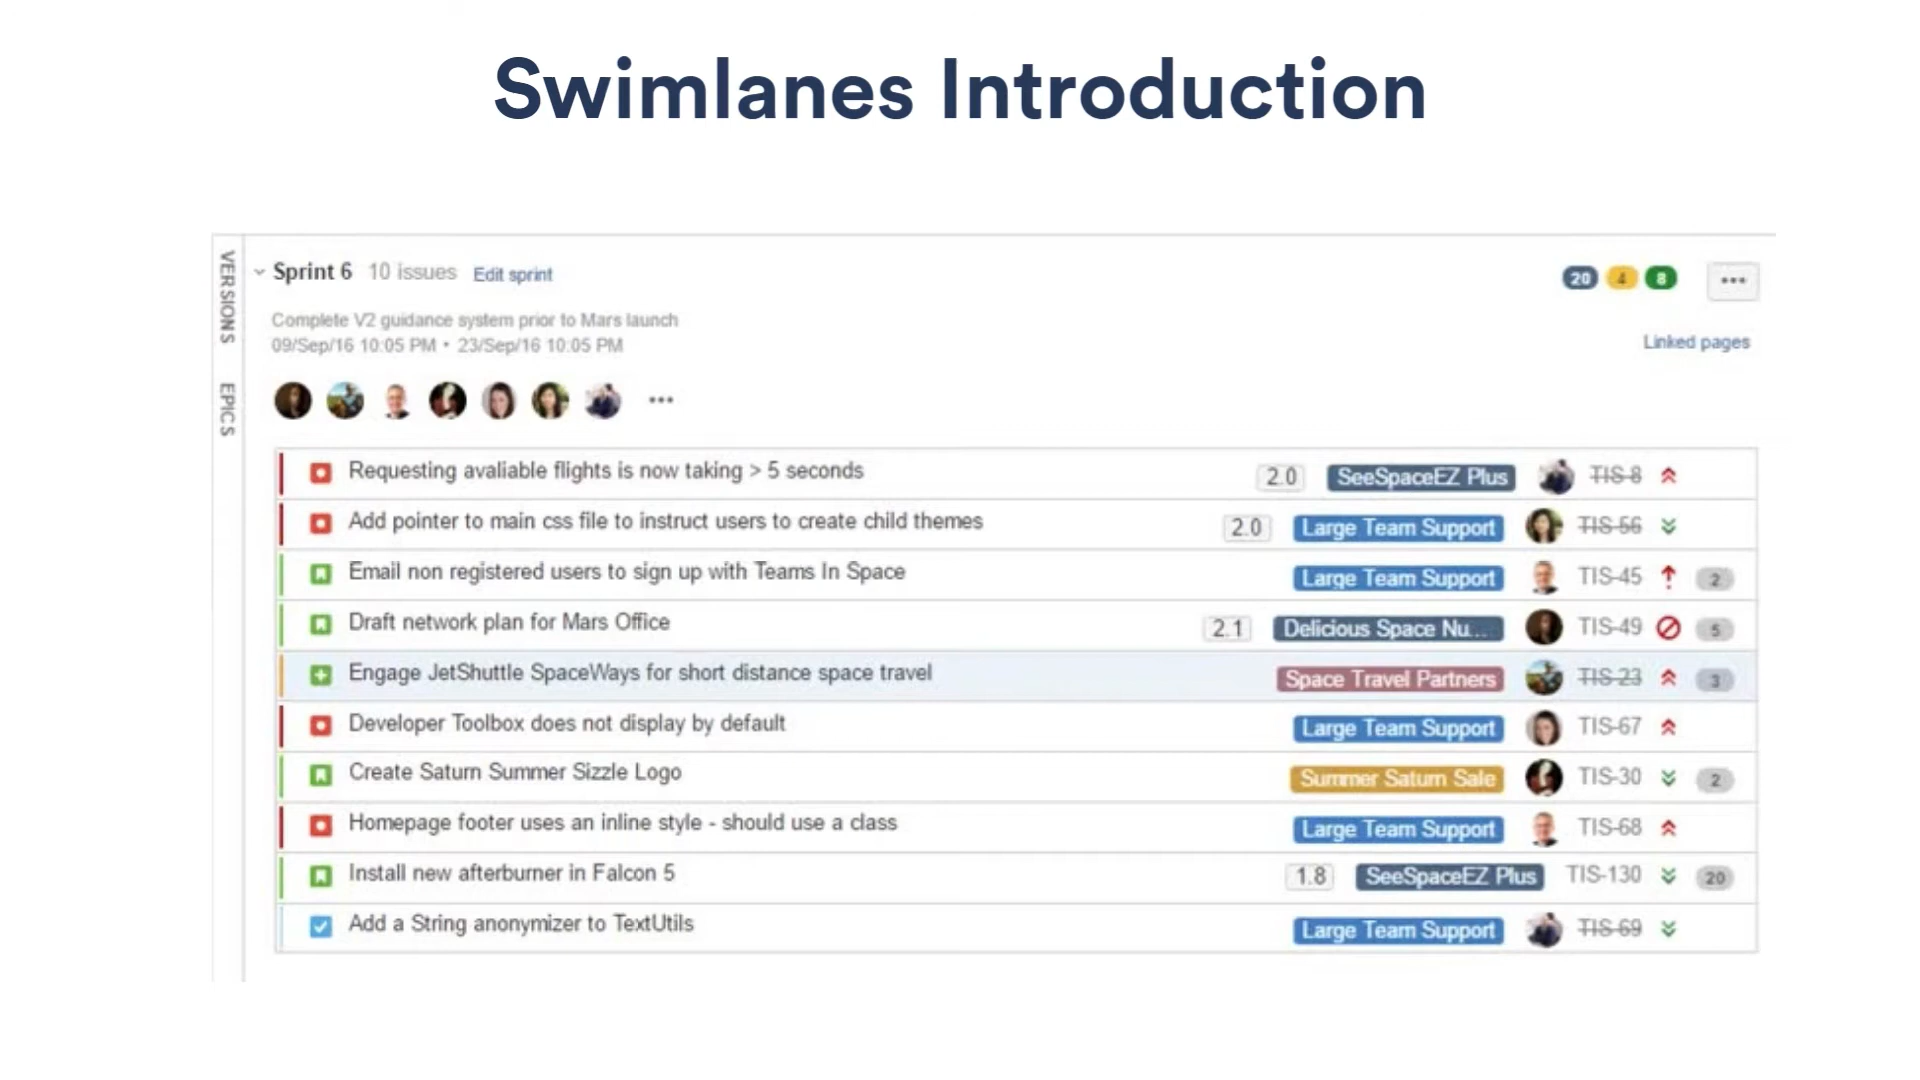 Swimlanes Introduction
VERSIONS
EPICS
Sprint 6 10 issues Edit sprint 20 4 8
Complete V2 guidance system prior to Mars launch
09/Sep/16 10:05 PM • 23/Sep/16 10:05 PM
Linked pages
Requesting avaliable flights is now taking > 5 seconds 2.0 SeeSpaceEZ Plus TIS-8
Add pointer to main css file to instruct users to create child themes 2.0 Large Team Support TIS-56
Email non registered users to sign up with Teams In Space Large Team Support TIS-45 2
Draft network plan for Mars Office 2.1 Delicious Space Nu... TIS-49 5
Engage JetShuttle SpaceWays for short distance space travel Space Travel Partners TIS-23 3
Developer Toolbox does not display by default Large Team Support TIS-67
Create Saturn Summer Sizzle Logo Summer Saturn Sale TIS-30 2
Homepage footer uses an inline style - should use a class Large Team Support TIS-68
Install new afterburner in Falcon 5 1.8 SeeSpaceEZ Plus TIS-130 20
Add a String anonymizer to TextUtils Large Team Support TIS-69